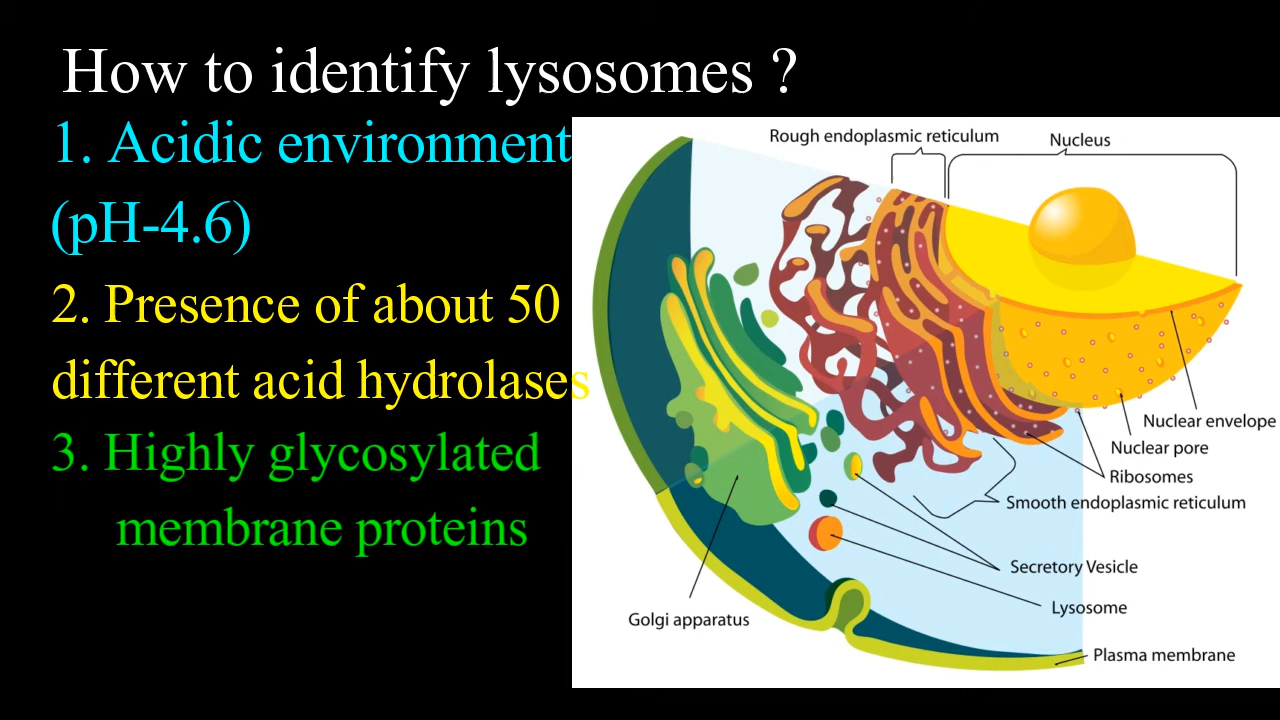 How to identify lysosomes ?
1. Acidic environment
(pH-4.6)
2. Presence of about 50
different acid hydrolases
3. Highly glycosylated
membrane proteins
Rough endoplasmic reticulum
Nucleus
Nuclear envelope
Nuclear pore
Ribosomes
Smooth endoplasmic reticulum
Secretory Vesicle
Lysosome
Golgi apparatus
Plasma membrane